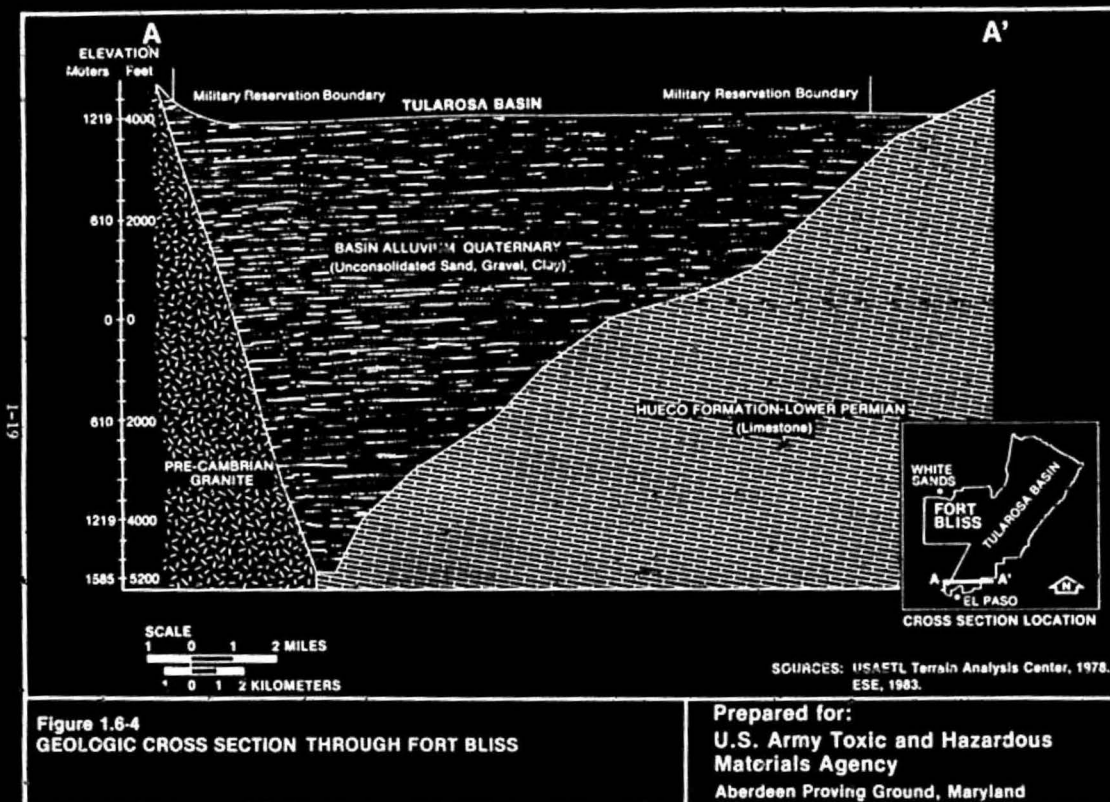 A
A'
ELEVATION
Meters Feet
Military Reservation Boundary
TULAROSA BASIN
Military Reservation Boundary
1219 4000
610 2000
BASIN ALLUVIUM QUATERNARY
(Unconsolidated Sand, Gravel, Clay)
0 0
610 2000
HUECO FORMATION-LOWER PERMIAN
(Limestone)
PRE-CAMBRIAN
GRANITE
1219 4000
1585 5200
WHITE
SANDS
FORT
BLISS
TULAROSA BASIN
A
A'
N
EL PASO
CROSS SECTION LOCATION
SCALE
1 0 1 2 MILES
1 0 1 2 KILOMETERS
SOURCES: USAETL Terrain Analysis Center, 1978.
ESE, 1983.
1-19
Figure 1.6-4
GEOLOGIC CROSS SECTION THROUGH FORT BLISS
Prepared for:
U.S. Army Toxic and Hazardous
Materials Agency
Aberdeen Proving Ground, Maryland